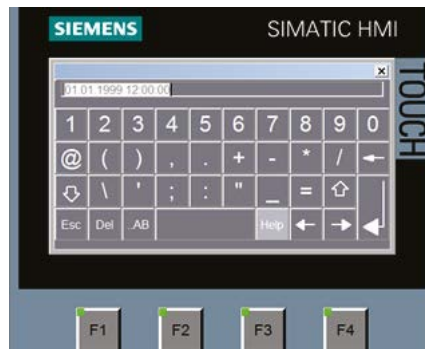 SIEMENS SIMATIC HMI
TOUCH
x
01.01.1999 12:00:00
1 2 3 4 5 6 7 8 9 0
@ ( ) , . + - * /
\ ' ; : " _ =
Esc Del .AB Help
F1 F2 F3 F4